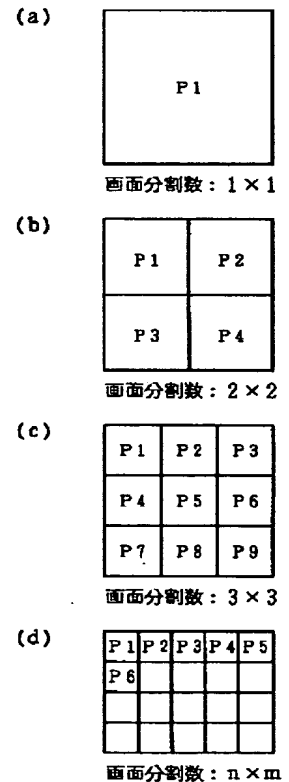 (a)
P1
画面分割数：1×1
(b)
P1 P2
P3 P4
画面分割数：2×2
(c)
P1 P2 P3
P4 P5 P6
P7 P8 P9
画面分割数：3×3
(d)
P1 P2 P3 P4 P5
P6
画面分割数：n×m